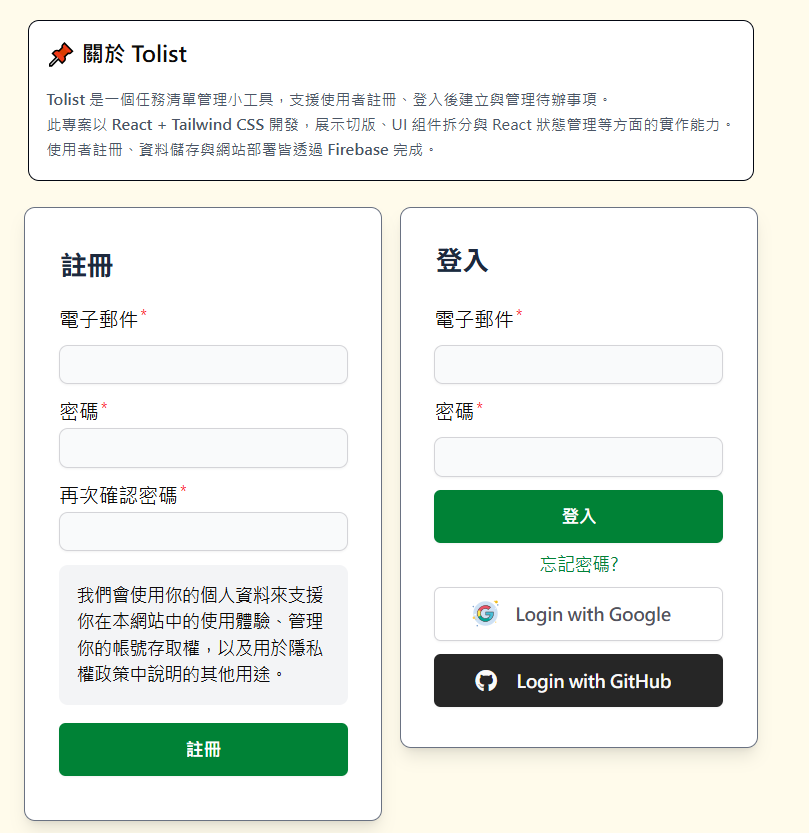 關於 Tolist
Tolist 是一個任務清單管理小工具，支援使用者註冊、登入後建立與管理待辦事項。
此專案以 React + Tailwind CSS 開發，展示切版、UI 組件拆分與 React 狀態管理等方面的實作能力。
使用者註冊、資料儲存與網站部署皆透過 Firebase 完成。
註冊
電子郵件*
密碼*
再次確認密碼*
我們會使用你的個人資料來支援
你在本網站中的使用體驗、管理
你的帳號存取權，以及用於隱私
權政策中說明的其他用途。
註冊
登入
電子郵件*
密碼*
登入
忘記密碼?
Login with Google
Login with GitHub